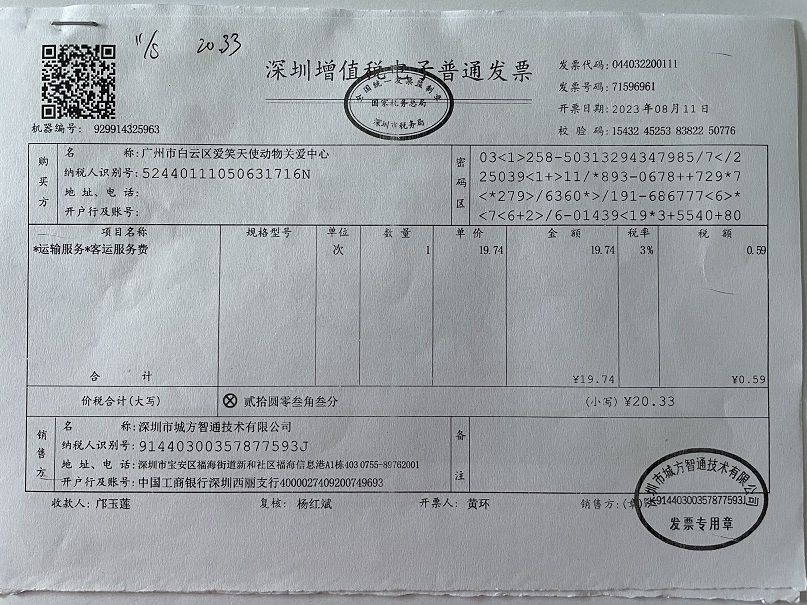 11/8 20.33
深圳增值税电子普通发票
全国统一发票监制章
国家税务总局
深圳市税务局
发票代码: 044032200111
发票号码: 71596961
开票日期: 2023年08月11日
校 验 码: 15432 45253 83822 50776
机器编号: 929914325963
购买方
名 称: 广州市白云区爱笑天使动物关爱中心
纳税人识别号: 52440111050631716N
地 址、电 话:
开户行及账号:
密码区
03<1>258-50313294347985/7</2
25039<1+>11/*893-0678++729*7
<*279>/6360*>/191-686777<6>*
<7<6+2>/6-01439<19*3+5540+80
项目名称 规格型号 单位 数 量 单 价 金 额 税率 税 额
*运输服务*客运服务费 次 1 19.74 19.74 3% 0.59
合 计 ¥19.74 ¥0.59
价税合计(大写) ⊗ 贰拾圆零叁角叁分 (小写) ¥20.33
销售方
名 称: 深圳市城方智通技术有限公司
纳税人识别号: 91440300357877593J
地 址、电 话: 深圳市宝安区福海街道新和社区福海信息港A1栋403 0755-89762001
开户行及账号: 中国工商银行深圳西丽支行4000027409200749693
备注
收款人: 邝玉莲 复核: 杨红斌 开票人: 黄环 销售方: (章)
深圳市城方智通技术有限公司
91440300357877593J
发票专用章